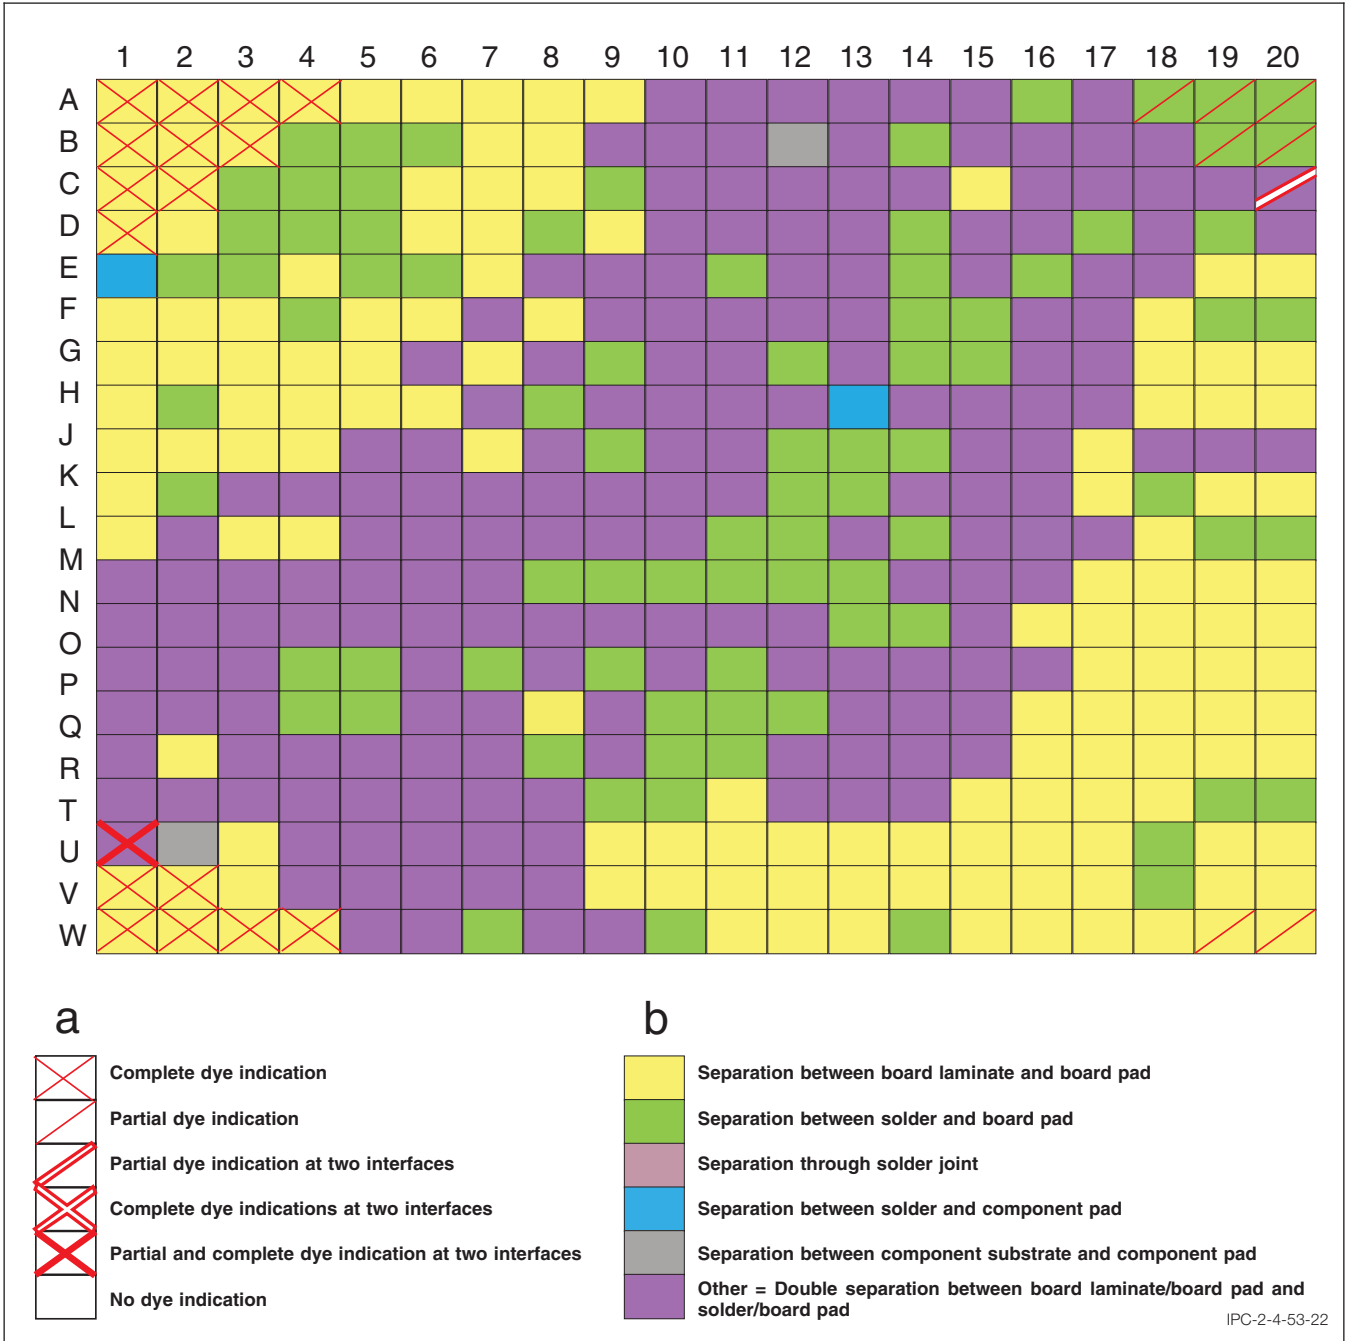 1 2 3 4 5 6 7 8 9 10 11 12 13 14 15 16 17 18 19 20
A
B
C
D
E
F
G
H
J
K
L
M
N
O
P
Q
R
T
U
V
W
a
Complete dye indication
Partial dye indication
Partial dye indication at two interfaces
Complete dye indications at two interfaces
Partial and complete dye indication at two interfaces
No dye indication
b
Separation between board laminate and board pad
Separation between solder and board pad
Separation through solder joint
Separation between solder and component pad
Separation between component substrate and component pad
Other = Double separation between board laminate/board pad and
solder/board pad
IPC-2-4-53-22